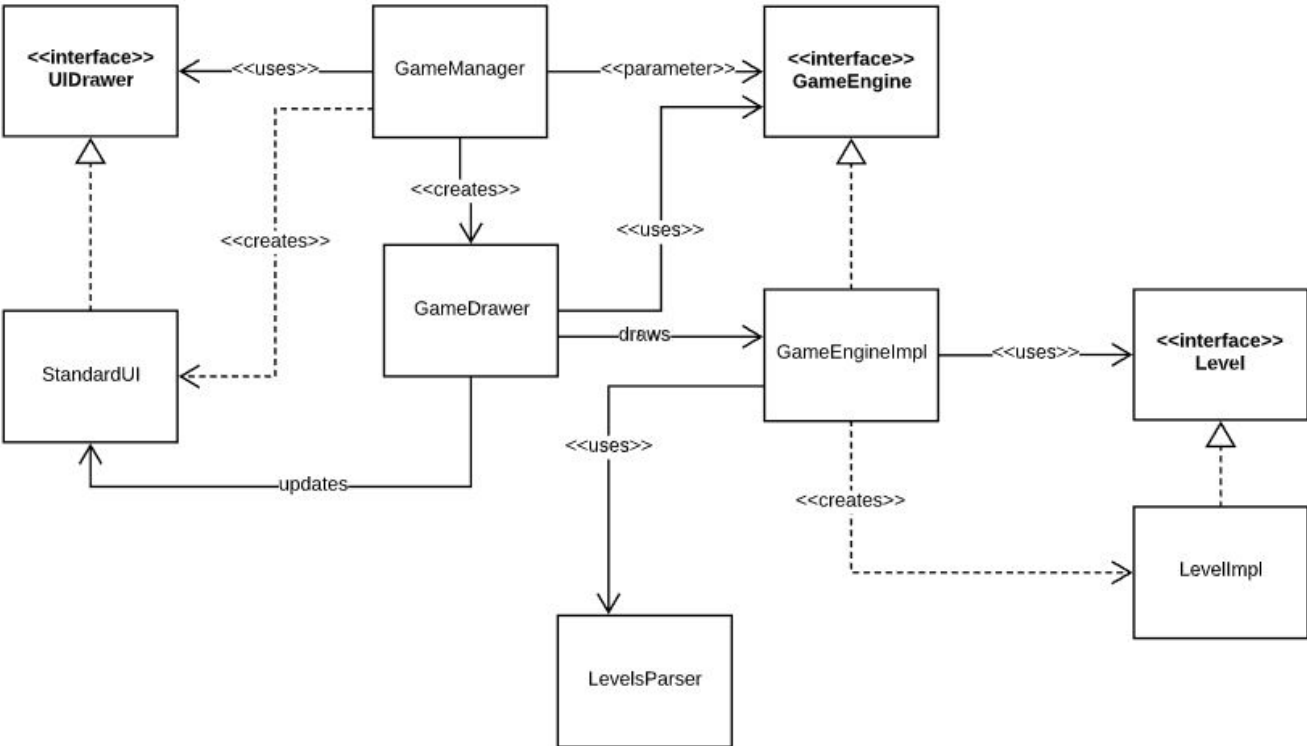 <<interface>>
UIDrawer
<<uses>>
GameManager
<<parameter>>
<<interface>>
GameEngine
<<creates>>
<<uses>>
<<creates>>
GameDrawer
draws
GameEngineImpl
<<uses>>
<<interface>>
Level
StandardUI
<<uses>>
updates
<<creates>>
LevelImpl
LevelsParser